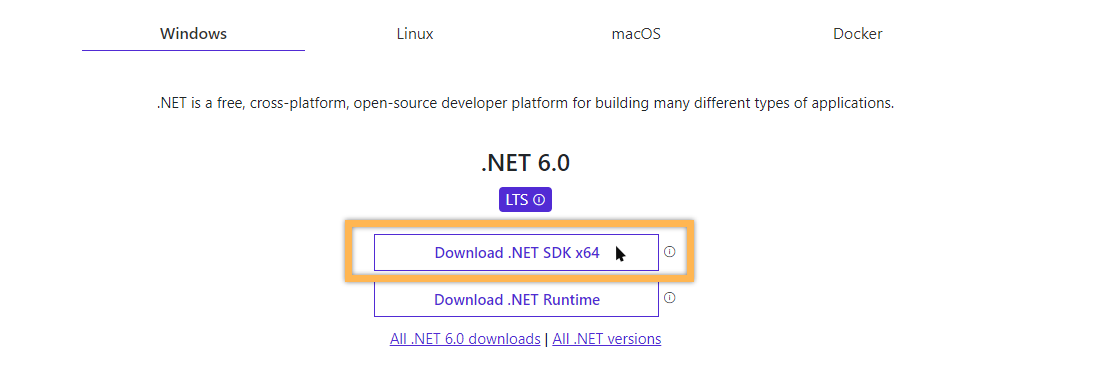 Windows Linux macOS Docker
.NET is a free, cross-platform, open-source developer platform for building many different types of applications.
.NET 6.0
LTS
Download .NET SDK x64
Download .NET Runtime
All .NET 6.0 downloads | All .NET versions